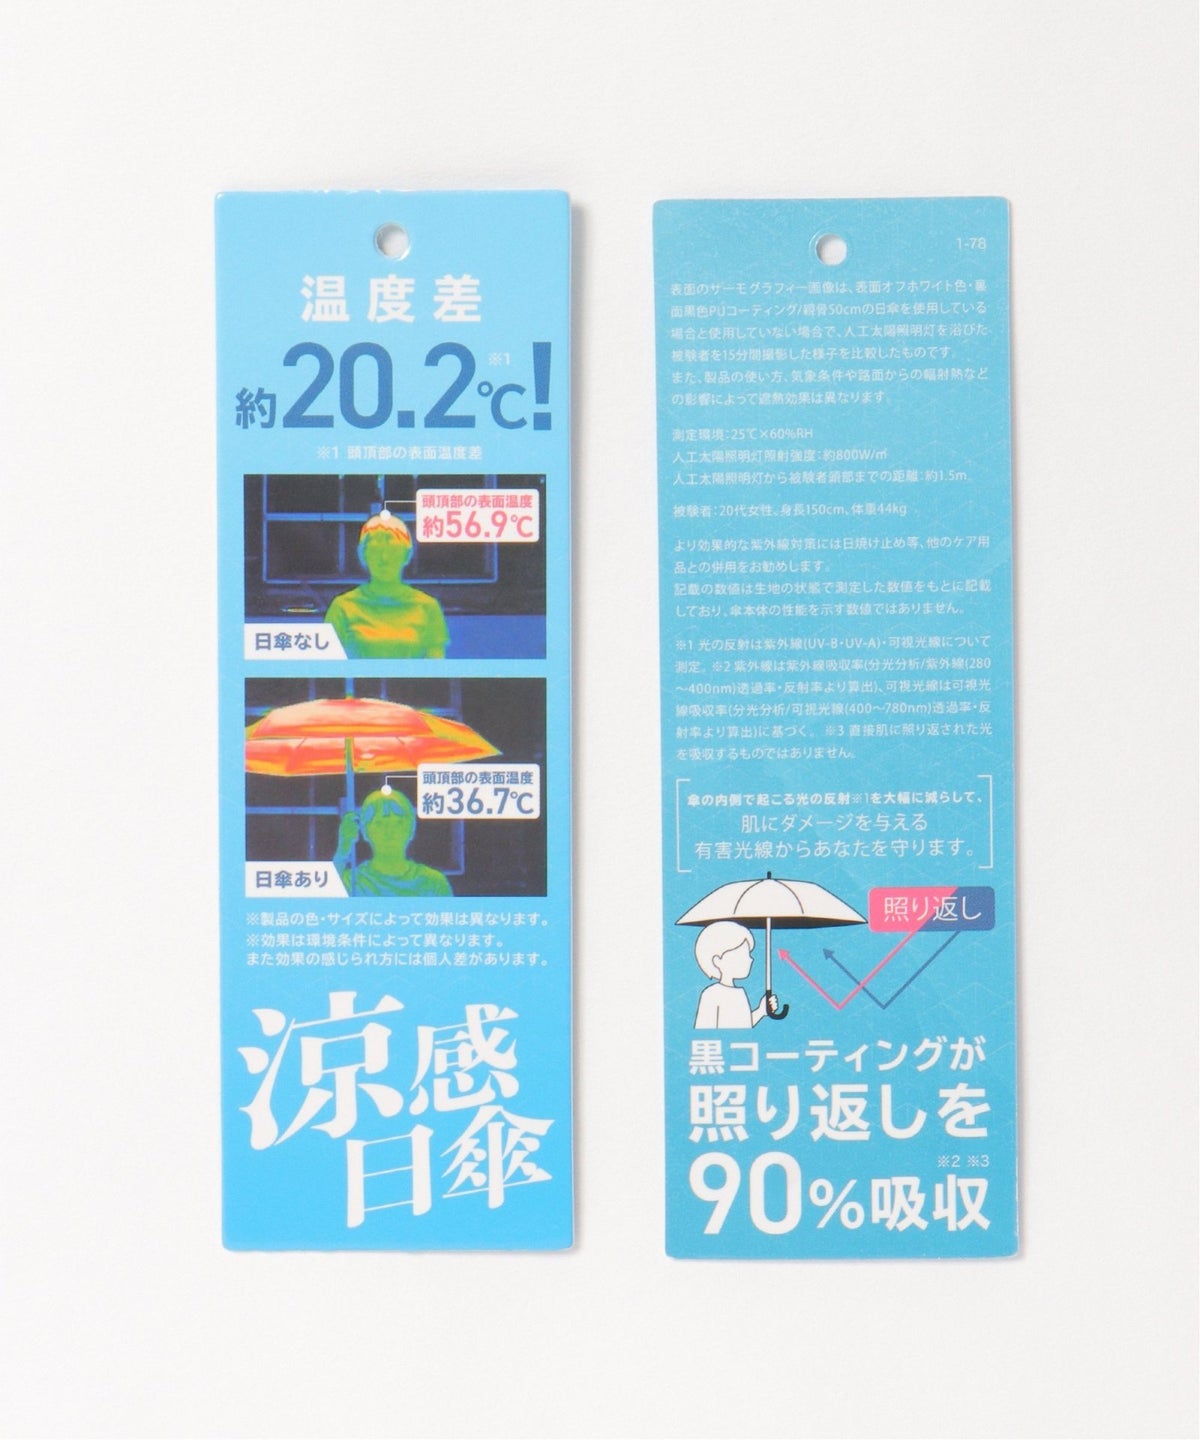 温度差
約20.2℃!※1
※1 頭頂部の表面温度差
頭頂部の表面温度
約56.9℃
日傘なし
頭頂部の表面温度
約36.7℃
日傘あり
※製品の色・サイズによって効果は異なります。
※効果は環境条件によって異なります。
また効果の感じられ方には個人差があります。
涼感
日傘
1-78
表面のサーモグラフィー画像は、表面オフホワイト色・裏
面黒色PUコーティング/親骨50cmの日傘を使用している
場合と使用していない場合で、人工太陽照明灯を浴びた
被験者を15分間撮影した様子を比較したものです。
また、製品の使い方、気象条件や路面からの輻射熱など
の影響によって遮熱効果は異なります。
測定環境：25℃×60%RH
人工太陽照明灯照射強度：約800W/㎡
人工太陽照明灯から被験者頭部までの距離：約1.5m
被験者：20代女性、身長150cm、体重44kg
より効果的な紫外線対策には日焼け止め等、他のケア用
品との併用をお勧めします。
記載の数値は生地の状態で測定した数値をもとに記載
しており、傘本体の性能を示す数値ではありません。
※1 光の反射は紫外線(UV-B・UV-A)・可視光線について
測定。※2 紫外線は紫外線吸収率(分光分析/紫外線(280
～400nm)透過率・反射率より算出)、可視光線は可視光
線吸収率(分光分析/可視光線(400～780nm)透過率・反
射率より算出)に基づく。 ※3 直接肌に照り返された光
を吸収するものではありません。
傘の内側で起こる光の反射※1を大幅に減らして、
肌にダメージを与える
有害光線からあなたを守ります。
照り返し
黒コーティングが
照り返しを
※2 ※3
90%吸収